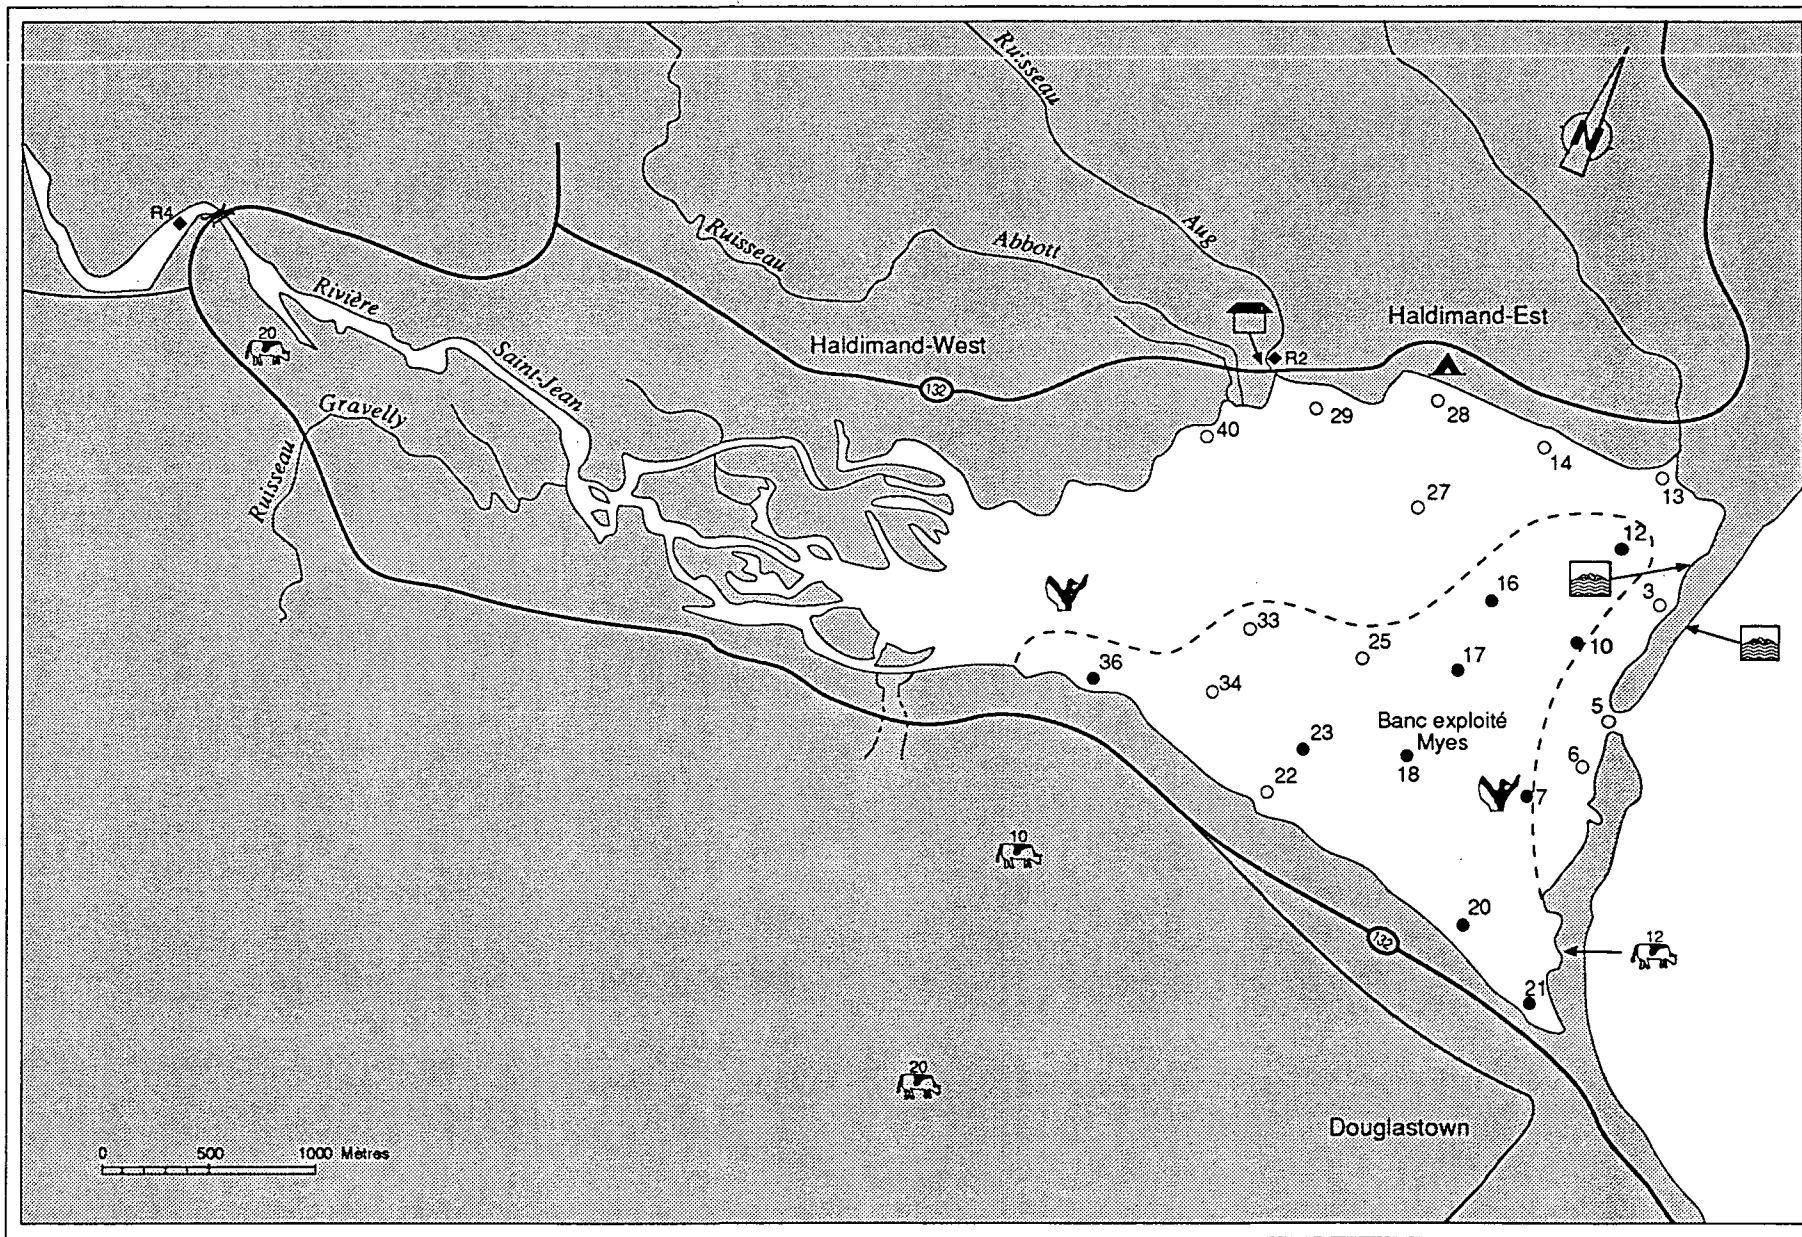 Ruisseau
N
R4
Ruisseau
Aug
Abbott
Rivière
Haldimand-Est
20
Haldimand-West
R2
Saint-Jean
132
Gravelly
28
29
40
14
Ruisseau
13
27
12
16
3
33
10
25
17
36
34
5
Banc exploité
Myes
23
6
18
22
7
10
20
132
12
21
20
Douglastown
0 500 1000 Mètres